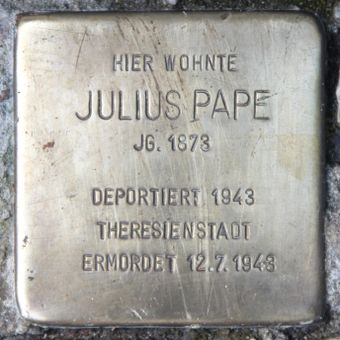 HIER WOHNTE
JULIUS PAPE
JG. 1873
DEPORTIERT 1943
THERESIENSTADT
ERMORDET 12.7.1943